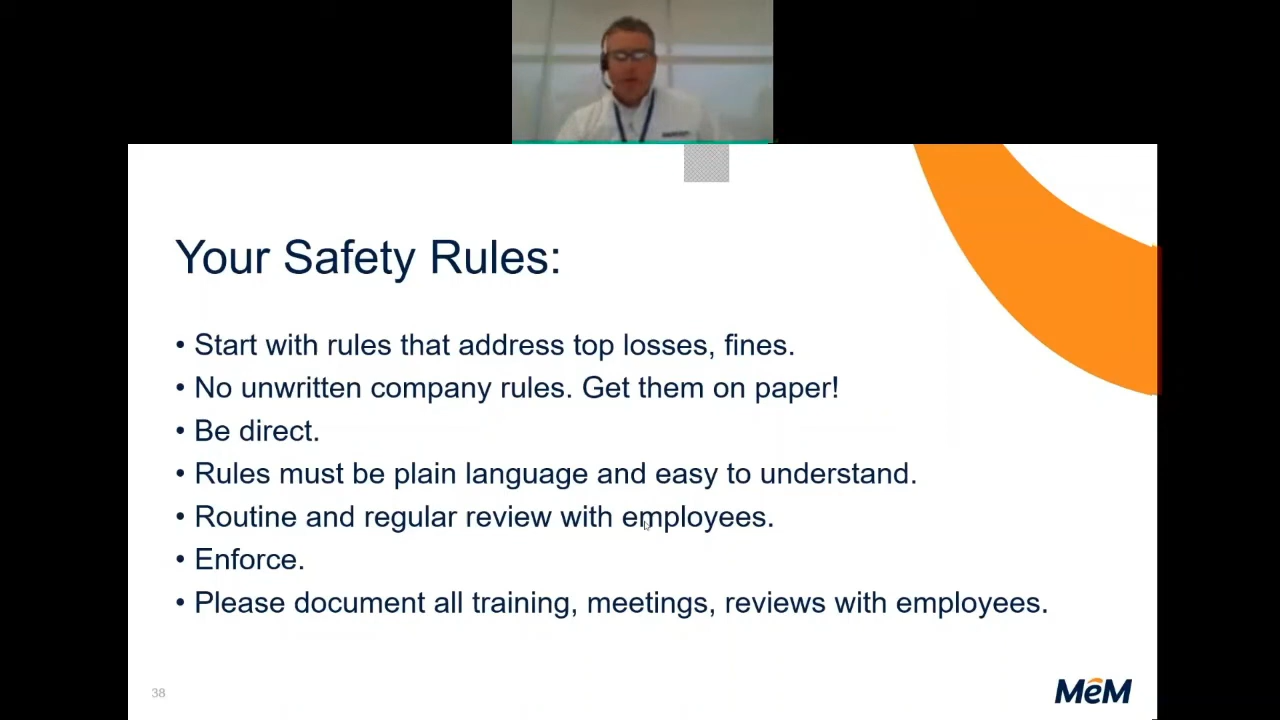 Your Safety Rules:
• Start with rules that address top losses, fines.
• No unwritten company rules. Get them on paper!
• Be direct.
• Rules must be plain language and easy to understand.
• Routine and regular review with employees.
• Enforce.
• Please document all training, meetings, reviews with employees.
38
MeM